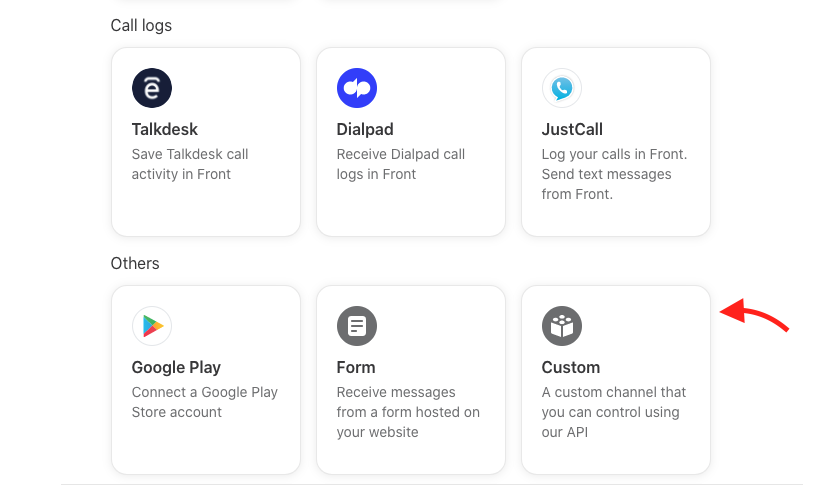 Call logs
Talkdesk
Save Talkdesk call
activity in Front
Dialpad
Receive Dialpad call
logs in Front
JustCall
Log your calls in Front.
Send text messages
from Front.
Others
Google Play
Connect a Google Play
Store account
Form
Receive messages
from a form hosted on
your website
Custom
A custom channel that
you can control using
our API